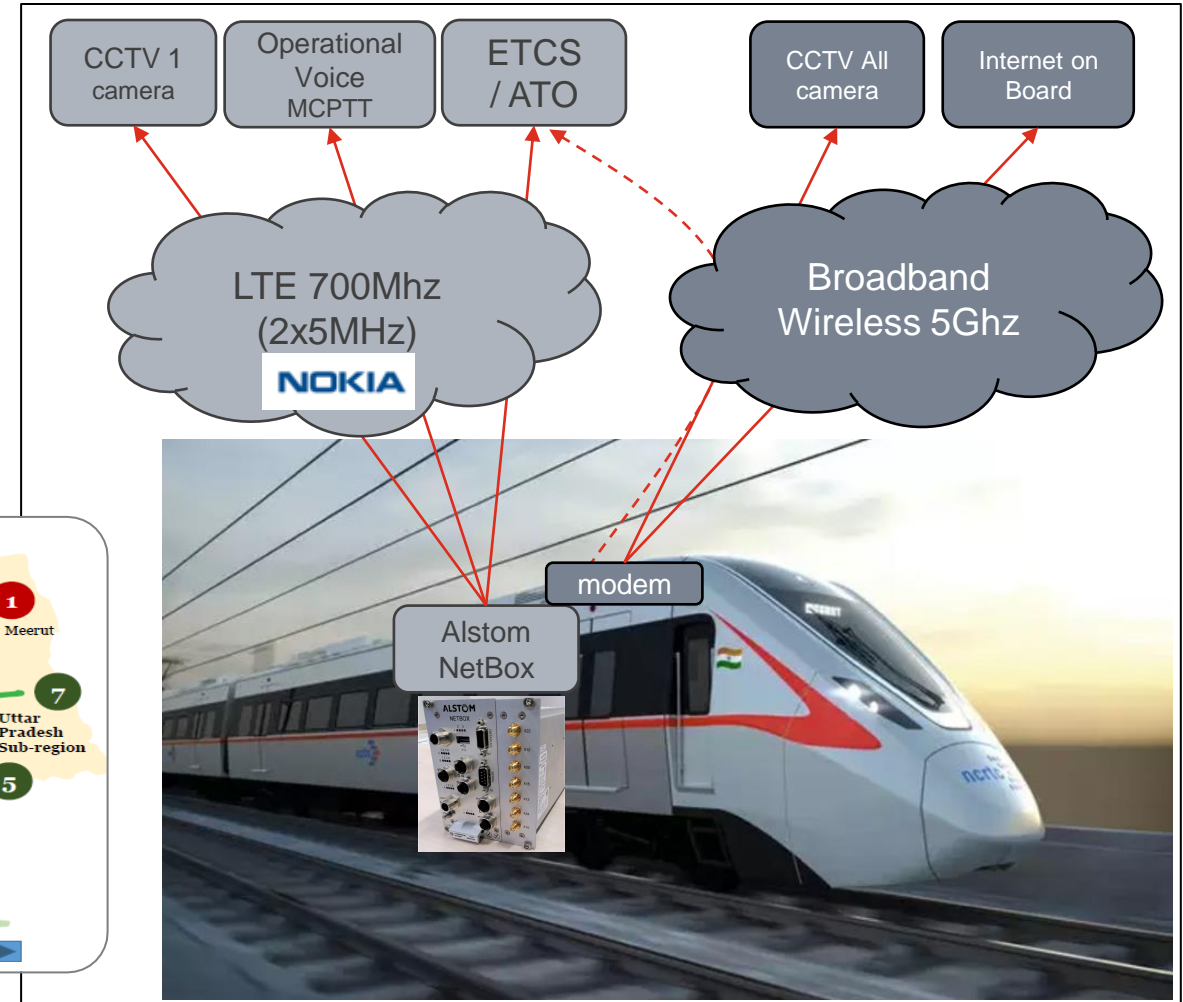 CCTV 1
camera
Operational
Voice
MCPTT
ETCS
/ ATO
CCTV All
camera
Internet on
Board
LTE 700Mhz
(2x5MHz)
NOKIA
Broadband
Wireless 5Ghz
modem
Alstom
NetBox
ALSTOM
NETBOX
ncrtc
1
Meerut
7
Uttar
Pradesh
Sub-region
5